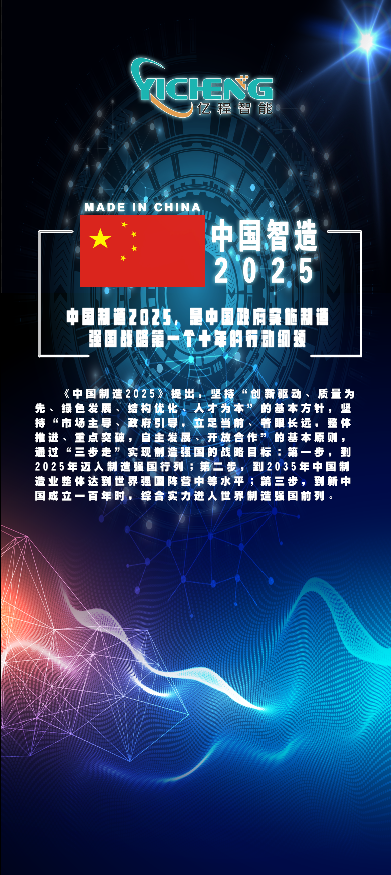 YICHENG
亿程智能
MADE IN CHINA
中国智造
2025
中国制造2025，是中国政府实施制造
强国战略第一个十年的行动纲领
《中国制造2025》提出，坚持“创新驱动、质量为
先、绿色发展、结构优化、人才为本”的基本方针，坚
持“市场主导、政府引导，立足当前、着眼长远，整体
推进、重点突破，自主发展、开放合作”的基本原则，
通过“三步走”实现制造强国的战略目标：第一步，到
2025年迈入制造强国行列；第二步，到2035年中国制
造业整体达到世界强国阵营中等水平；第三步，到新中
国成立一百年时，综合实力进入世界制造强国前列。